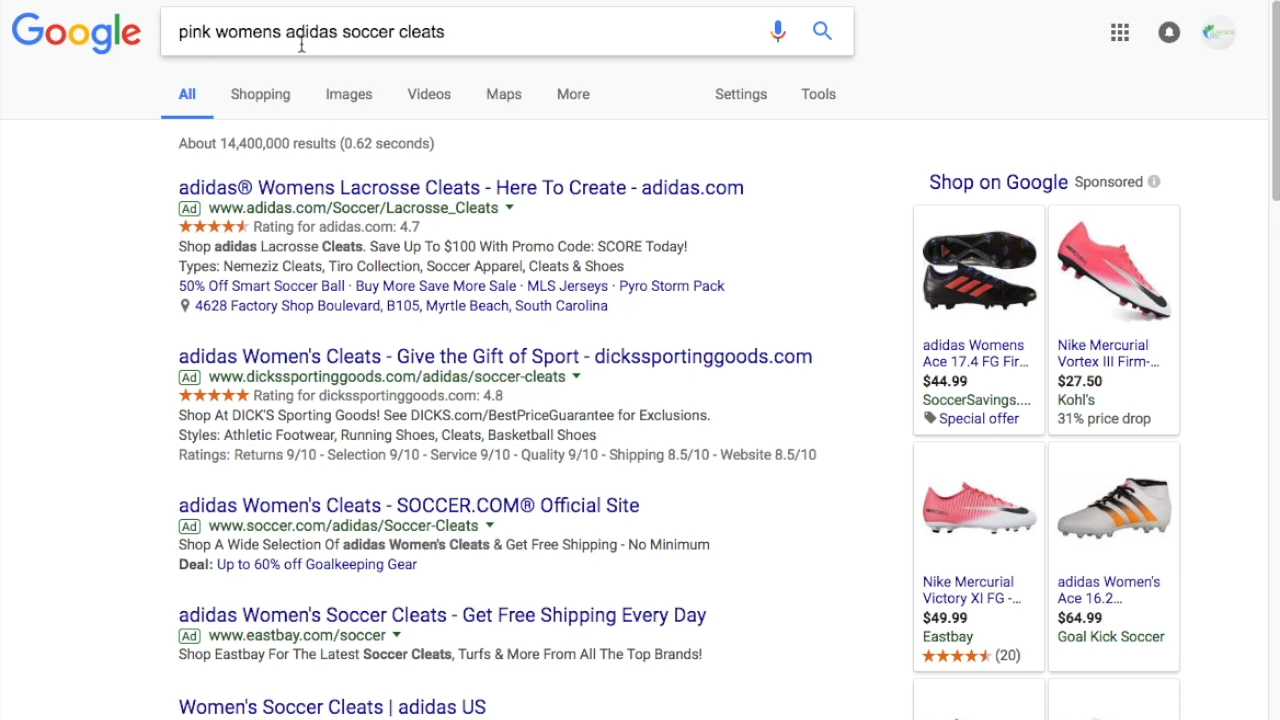 Google
pink womens adidas soccer cleats
All Shopping Images Videos Maps More Settings Tools
About 14,400,000 results (0.62 seconds)
adidas® Womens Lacrosse Cleats - Here To Create - adidas.com
Ad www.adidas.com/Soccer/Lacrosse_Cleats
Rating for adidas.com: 4.7
Shop adidas Lacrosse Cleats. Save Up To $100 With Promo Code: SCORE Today!
Types: Nemeziz Cleats, Tiro Collection, Soccer Apparel, Cleats & Shoes
50% Off Smart Soccer Ball · Buy More Save More Sale · MLS Jerseys · Pyro Storm Pack
4628 Factory Shop Boulevard, B105, Myrtle Beach, South Carolina
adidas Women's Cleats - Give the Gift of Sport - dickssportinggoods.com
Ad www.dickssportinggoods.com/adidas/soccer-cleats
Rating for dickssportinggoods.com: 4.8
Shop At DICK'S Sporting Goods! See DICKS.com/BestPriceGuarantee for Exclusions.
Styles: Athletic Footwear, Running Shoes, Cleats, Basketball Shoes
Ratings: Returns 9/10 - Selection 9/10 - Service 9/10 - Quality 9/10 - Shipping 8.5/10 - Website 8.5/10
adidas Women's Cleats - SOCCER.COM® Official Site
Ad www.soccer.com/adidas/Soccer-Cleats
Shop A Wide Selection Of adidas Women's Cleats & Get Free Shipping - No Minimum
Deal: Up to 60% off Goalkeeping Gear
adidas Women's Soccer Cleats - Get Free Shipping Every Day
Ad www.eastbay.com/soccer
Shop Eastbay For The Latest Soccer Cleats, Turfs & More From All The Top Brands!
Women's Soccer Cleats | adidas US
Shop on Google Sponsored
adidas Womens
Ace 17.4 FG Fir...
$44.99
SoccerSavings....
Special offer
Nike Mercurial
Vortex III Firm-...
$27.50
Kohl's
31% price drop
Nike Mercurial
Victory XI FG -...
$49.99
Eastbay
(20)
adidas Women's
Ace 16.2...
$64.99
Goal Kick Soccer